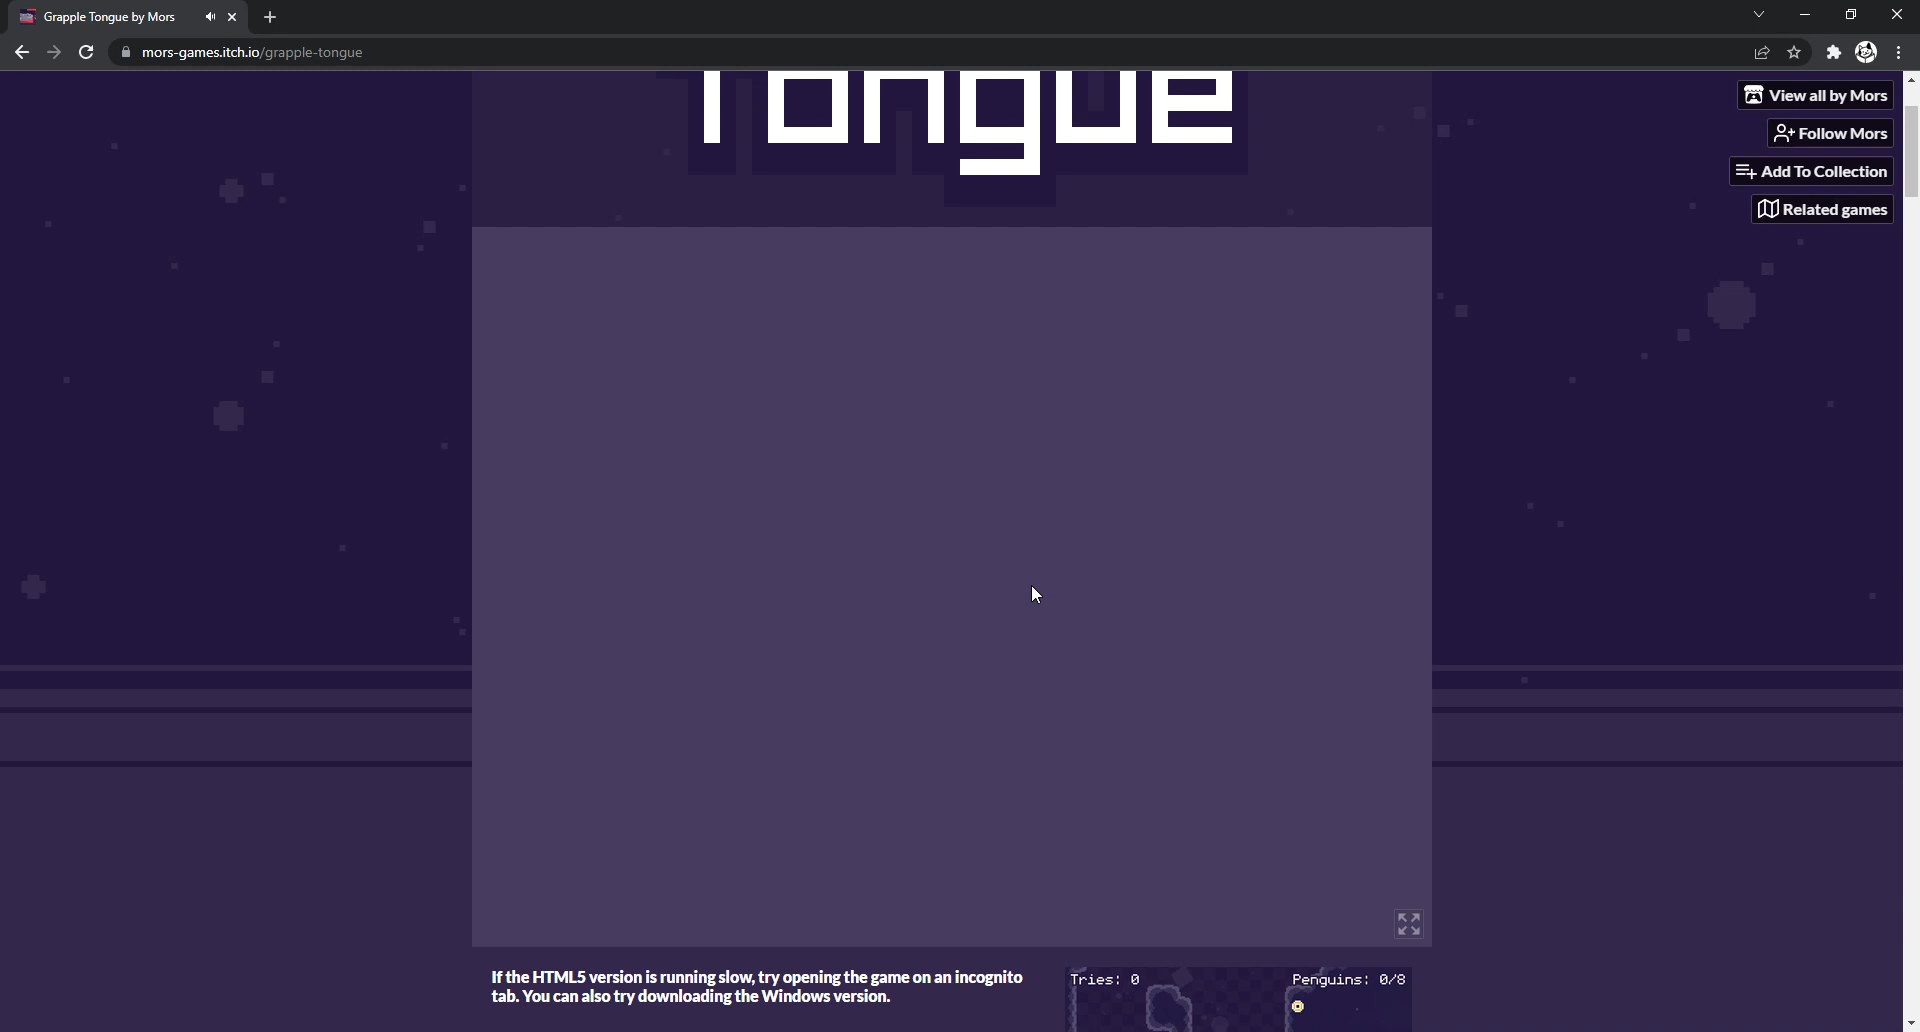 Grapple Tongue by Mors
mors-games.itch.io/grapple-tongue
Tongue
View all by Mors
Follow Mors
Add To Collection
Related games
If the HTML5 version is running slow, try opening the game on an incognito
tab. You can also try downloading the Windows version.
Tries: 0
Penguins: 0/8